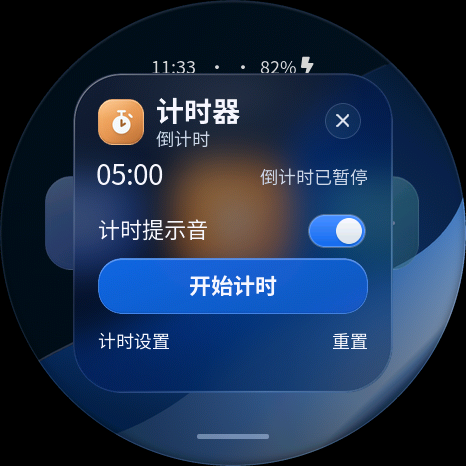 11:33 • • 82%
计时器
倒计时
05:00 倒计时已暂停
计时提示音
开始计时
计时设置 重置